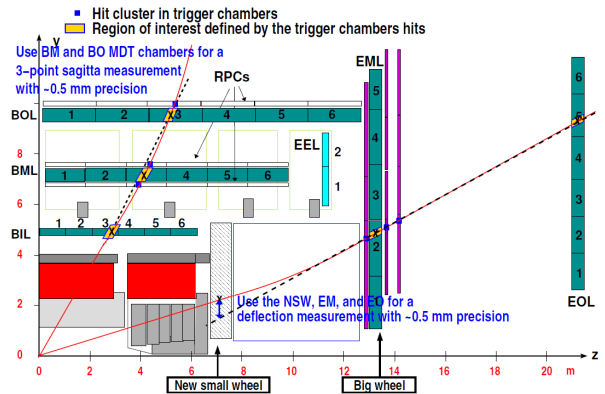 Hit cluster in trigger chambers
Region of interest defined by the trigger chambers hits
y
Use BM and BO MDT chambers for a
3-point sagitta measurement
with ~0.5 mm precision
RPCs
EML
EEL
BOL
1 2 3 4 5 6
8
BML
1 2 4 5 6
6
BIL
1 2 3 4 5 6
4
2
0
2
1
5
4
3
2
1
6
5
4
3
2
1
EOL
X
X
X
X
X
X
Use the NSW, EM, and EO for a
deflection measurement with ~0.5 mm precision
0 2 4 6 8 10 12 14 16 18 20 m
z
New small wheel
Big wheel